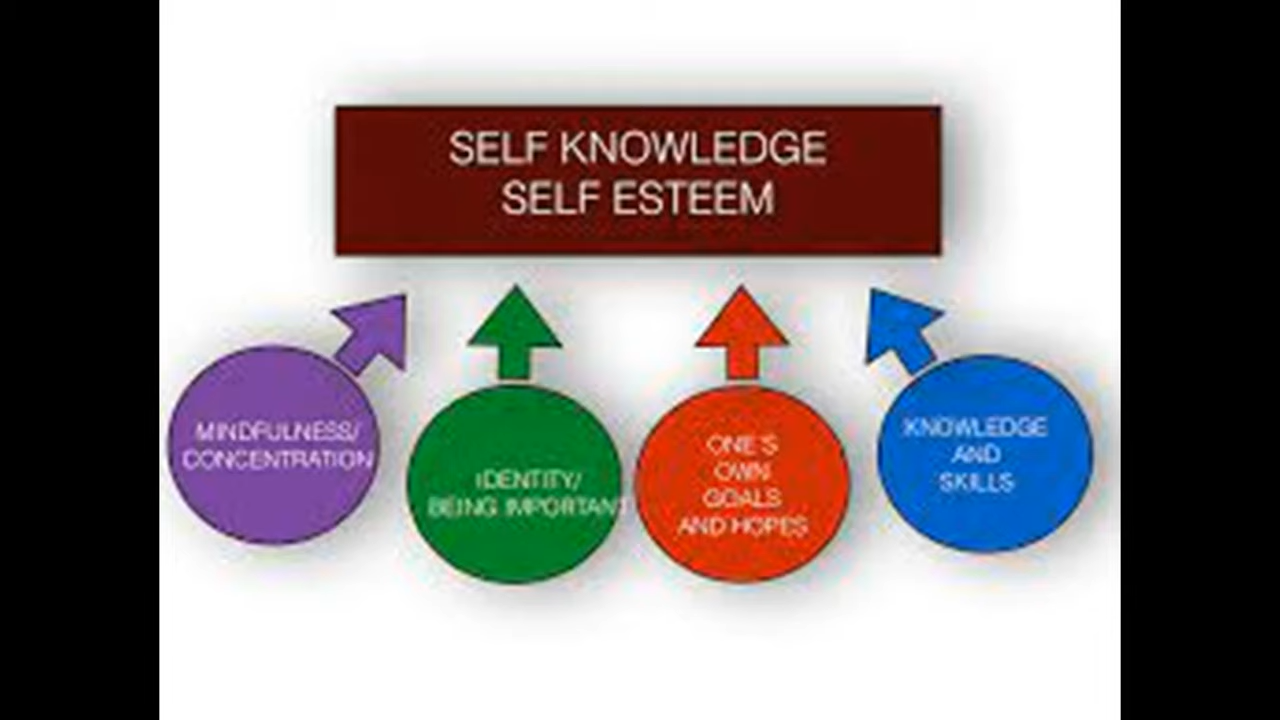 SELF KNOWLEDGE
SELF ESTEEM
MINDFULNESS/
CONCENTRATION
IDENTITY/
BEING IMPORTANT
ONE'S
OWN
GOALS
AND HOPES
KNOWLEDGE
AND
SKILLS